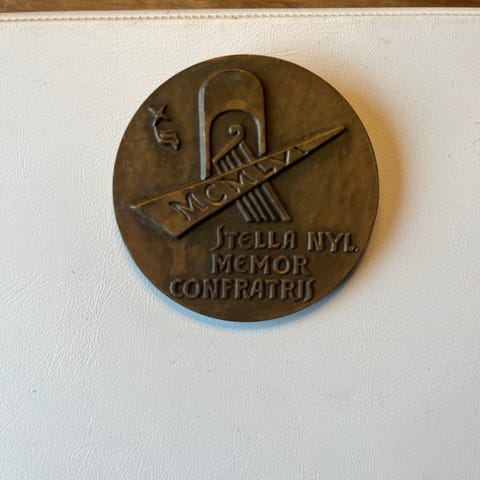 MCMLVI
STELLA NYL.
MEMOR
CONFRATRIS